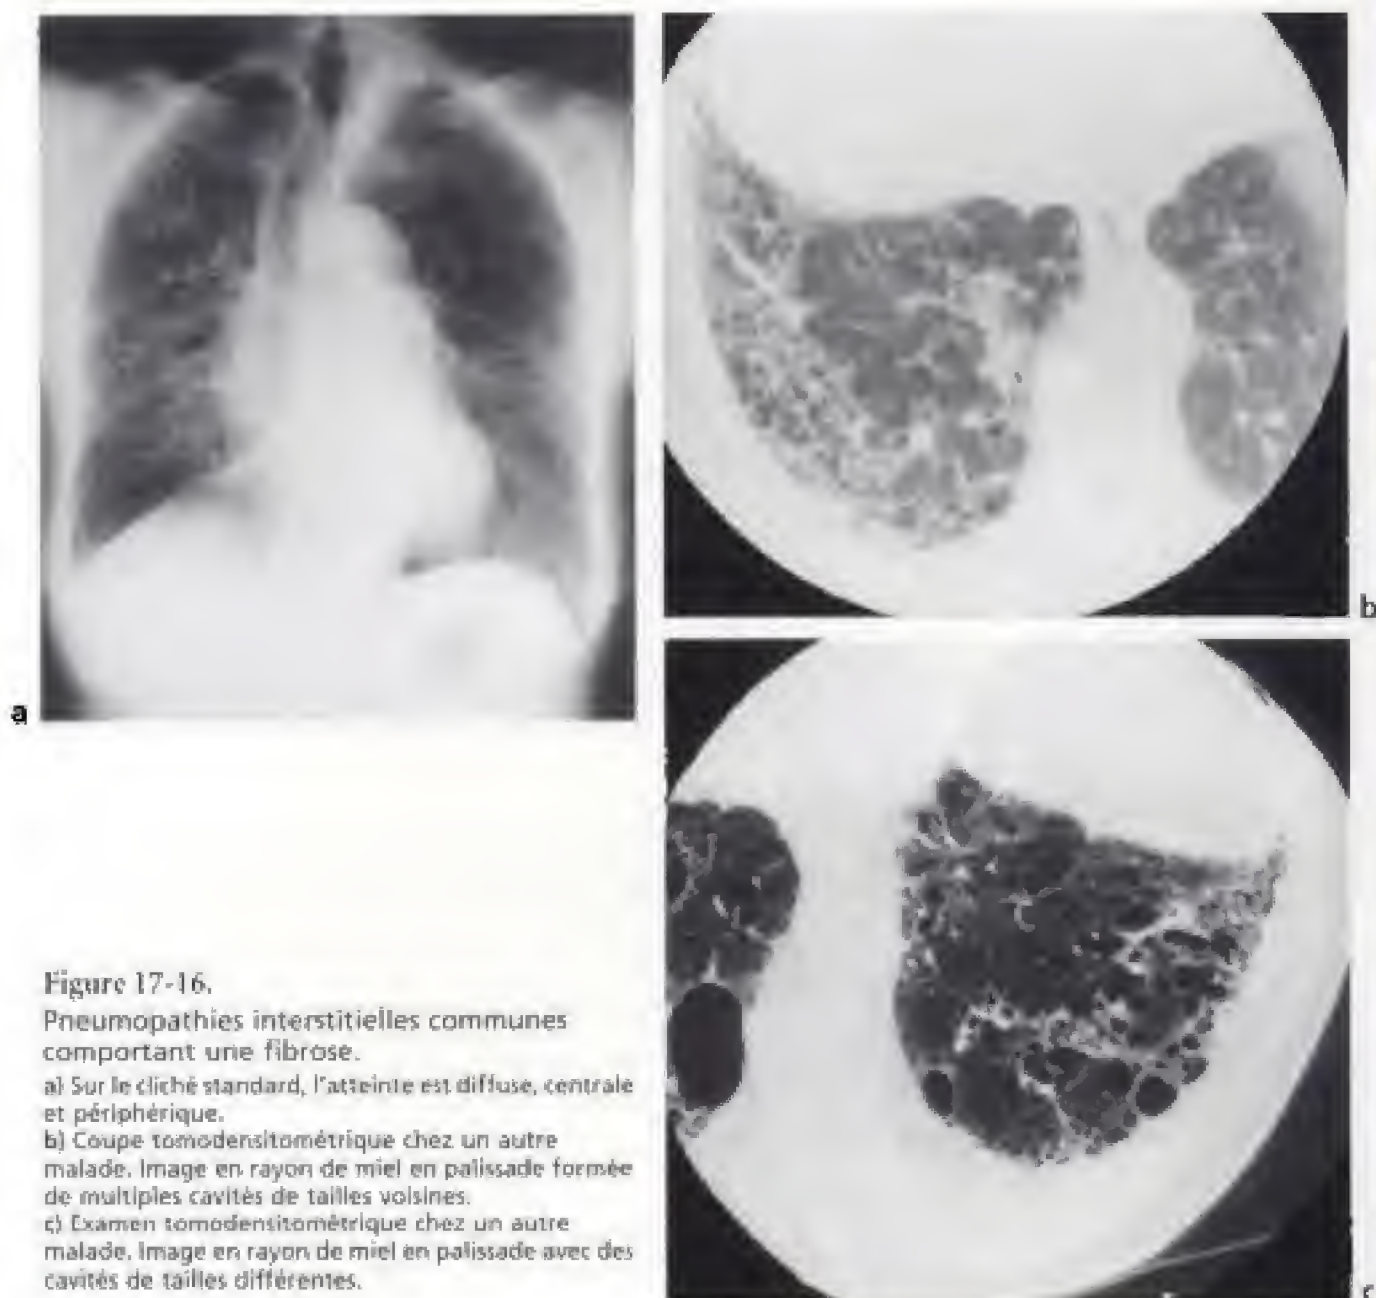 a
b
c
Figure 17-16.
Pneumopathies interstitielles communes
comportant une fibrose.
a) Sur le cliché standard, l'atteinte est diffuse, centrale
et périphérique.
b) Coupe tomodensitométrique chez un autre
malade. Image en rayon de miel en palissade formée
de multiples cavités de tailles voisines.
c) Examen tomodensitométrique chez un autre
malade. Image en rayon de miel en palissade avec des
cavités de tailles différentes.